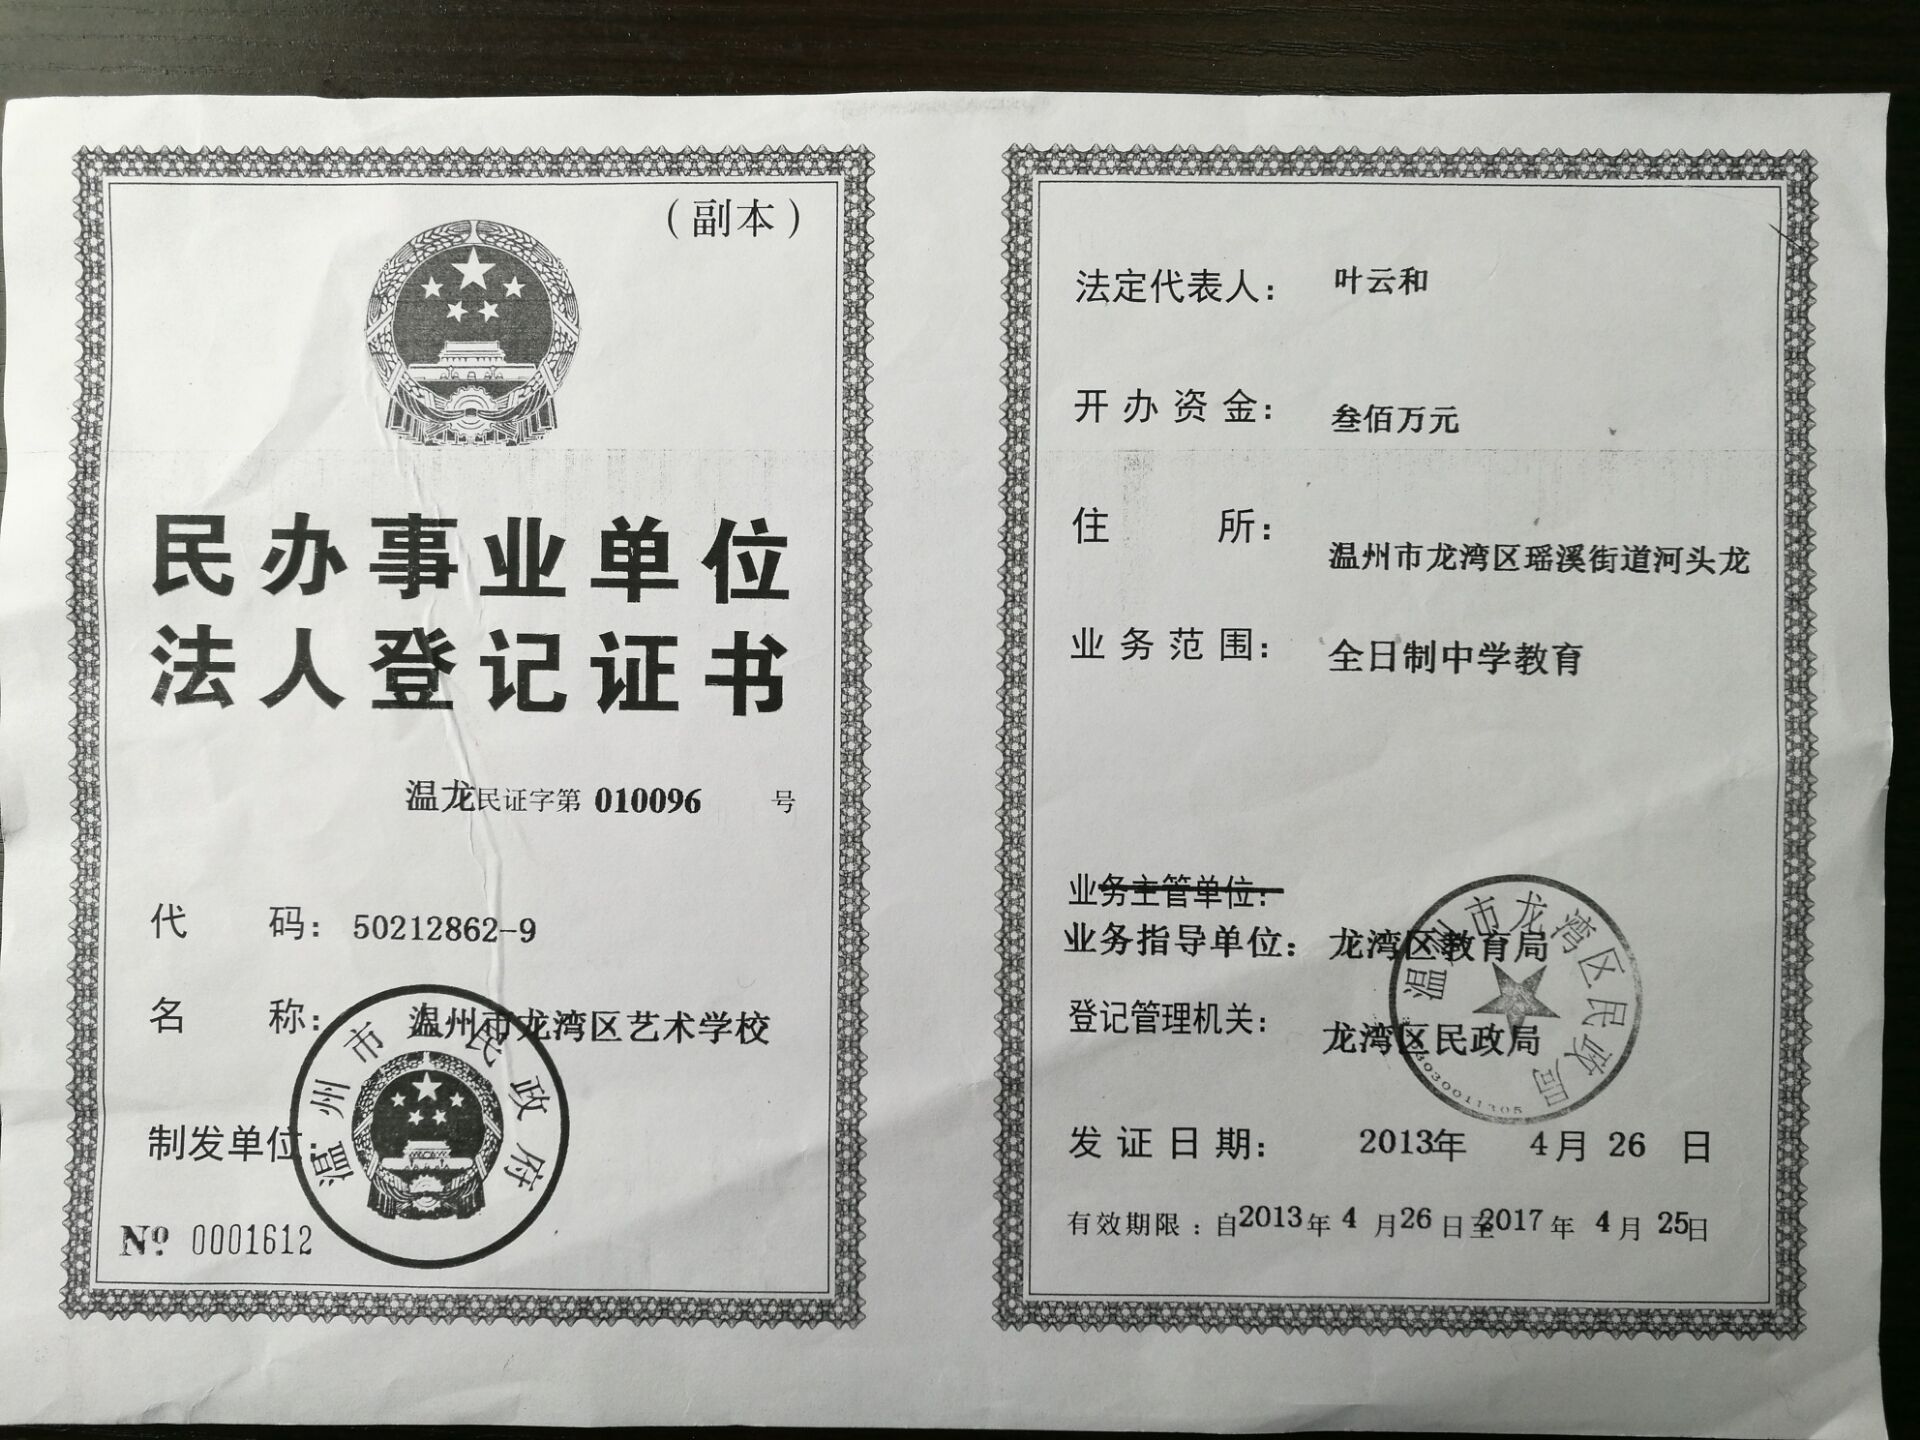 （副本）
民办事业单位
法人登记证书
温龙民证字第 010096 号
代 码： 50212862-9
名 称： 温州市龙湾区艺术学校
制发单位
温州市人民政府
№ 0001612
法定代表人： 叶云和
开办资金： 叁佰万元
住 所： 温州市龙湾区瑶溪街道河头龙
业务范围： 全日制中学教育
业务主管单位：
业务指导单位： 龙湾区教育局
登记管理机关： 龙湾区民政局
温州市龙湾区民政局
发证日期： 2013年 4月 26 日
有效期限：自2013年 4 月26 日至2017 年 4 月 25日